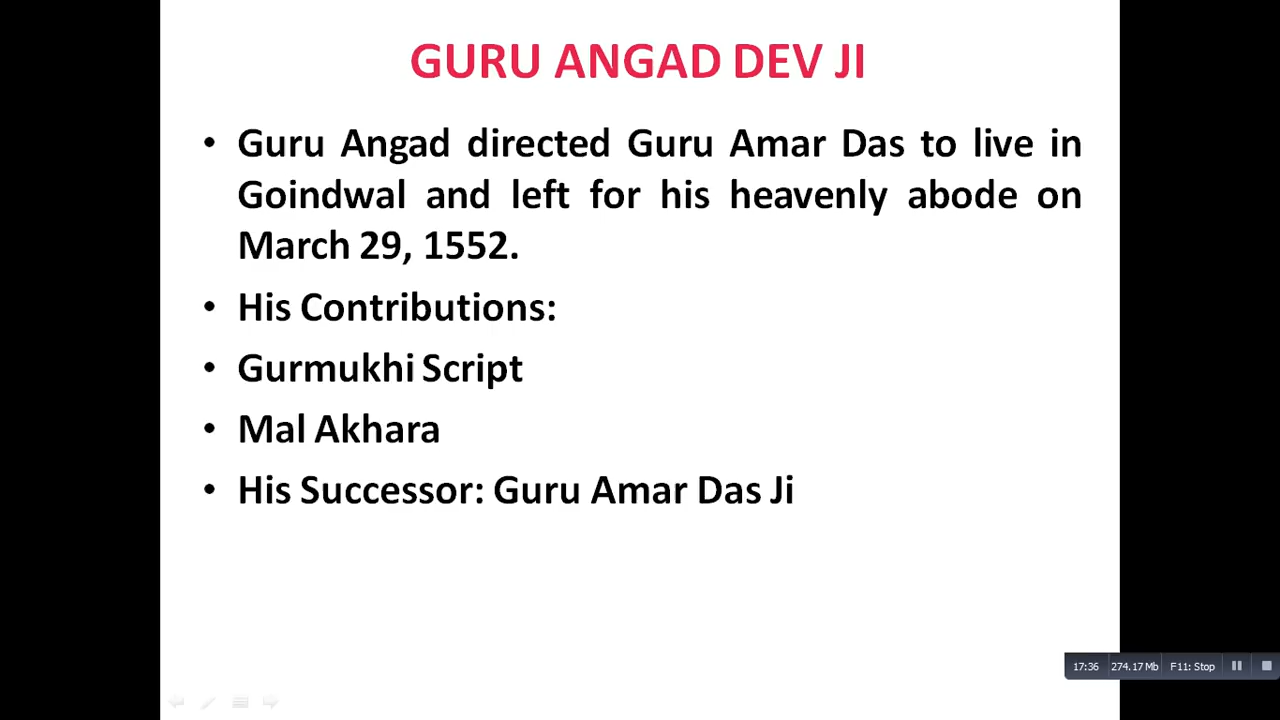 GURU ANGAD DEV JI
• Guru Angad directed Guru Amar Das to live in
Goindwal and left for his heavenly abode on
March 29, 1552.
• His Contributions:
• Gurmukhi Script
• Mal Akhara
• His Successor: Guru Amar Das Ji
17:36 274.17 Mb F11: Stop